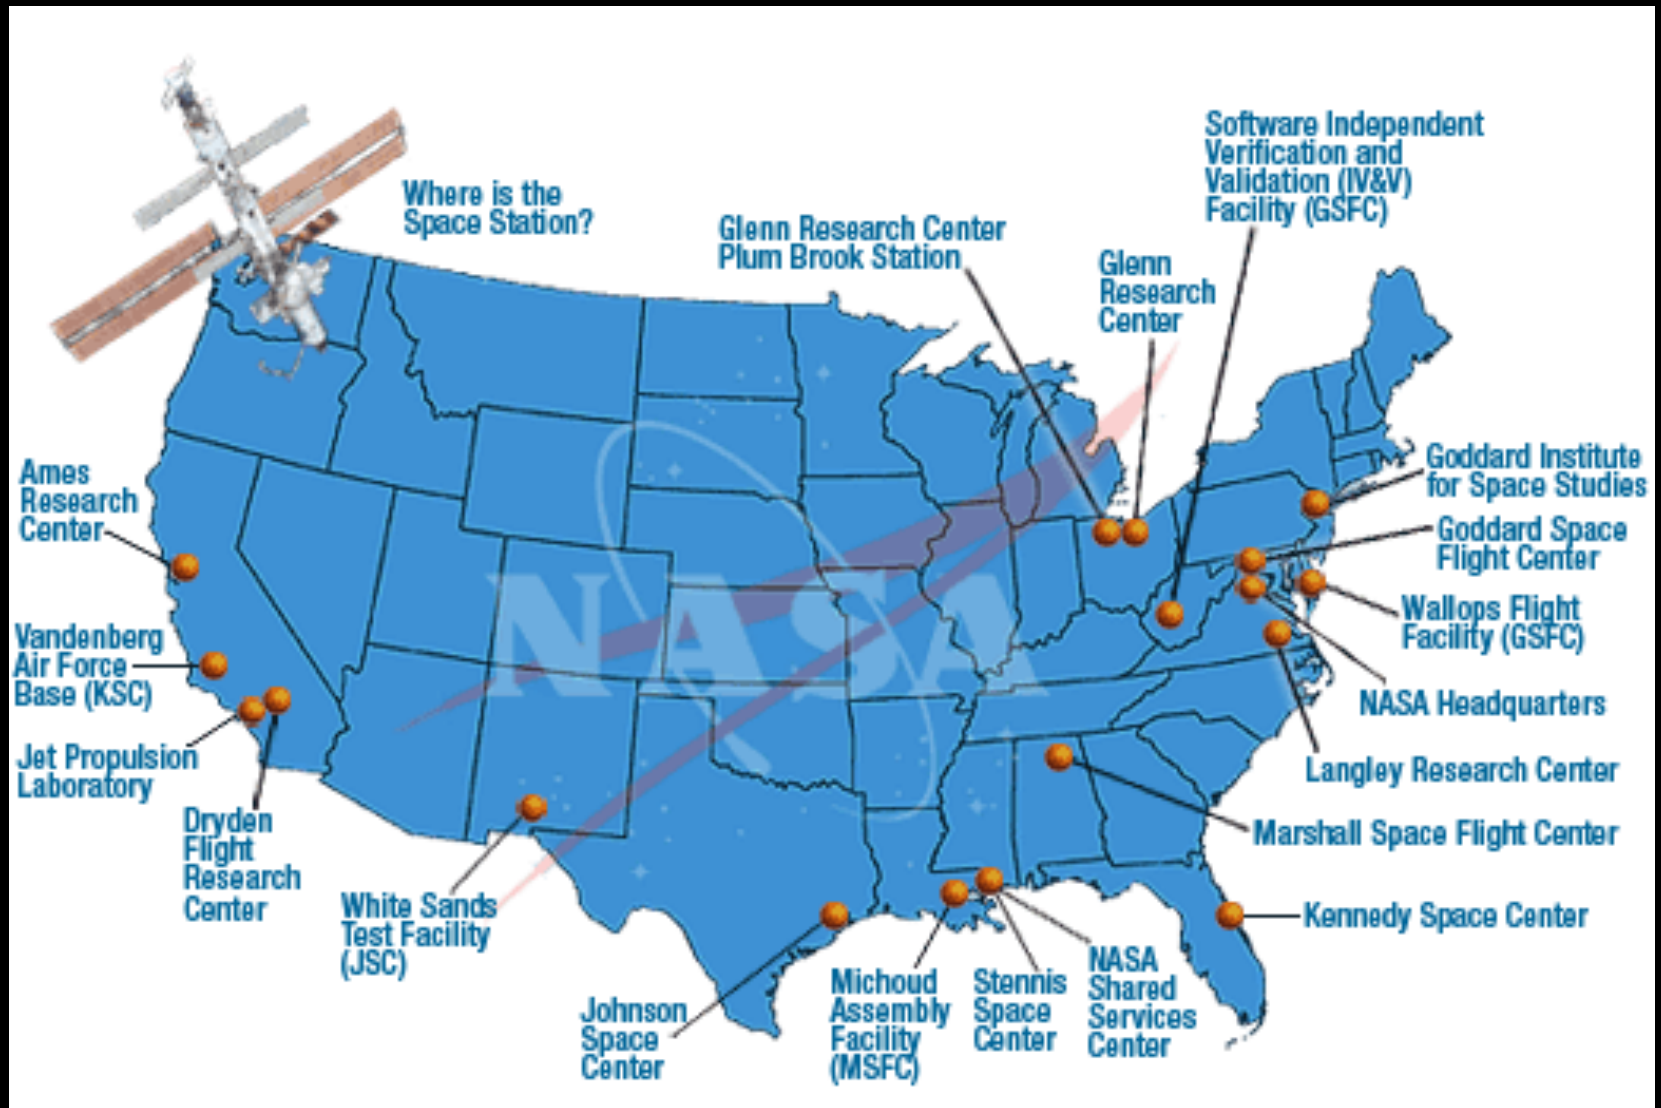 Where is the
Space Station?
Software Independent
Verification and
Validation (IV&V)
Facility (GSFC)
Glenn Research Center
Plum Brook Station
Glenn
Research
Center
Ames
Research
Center
Goddard Institute
for Space Studies
Goddard Space
Flight Center
Wallops Flight
Facility (GSFC)
NASA Headquarters
Langley Research Center
Marshall Space Flight Center
Kennedy Space Center
Vandenberg
Air Force
Base (KSC)
Jet Propulsion
Laboratory
Dryden
Flight
Research
Center
White Sands
Test Facility
(JSC)
Johnson
Space
Center
Michoud
Assembly
Facility
(MSFC)
Stennis
Space
Center
NASA
Shared
Services
Center
NASA